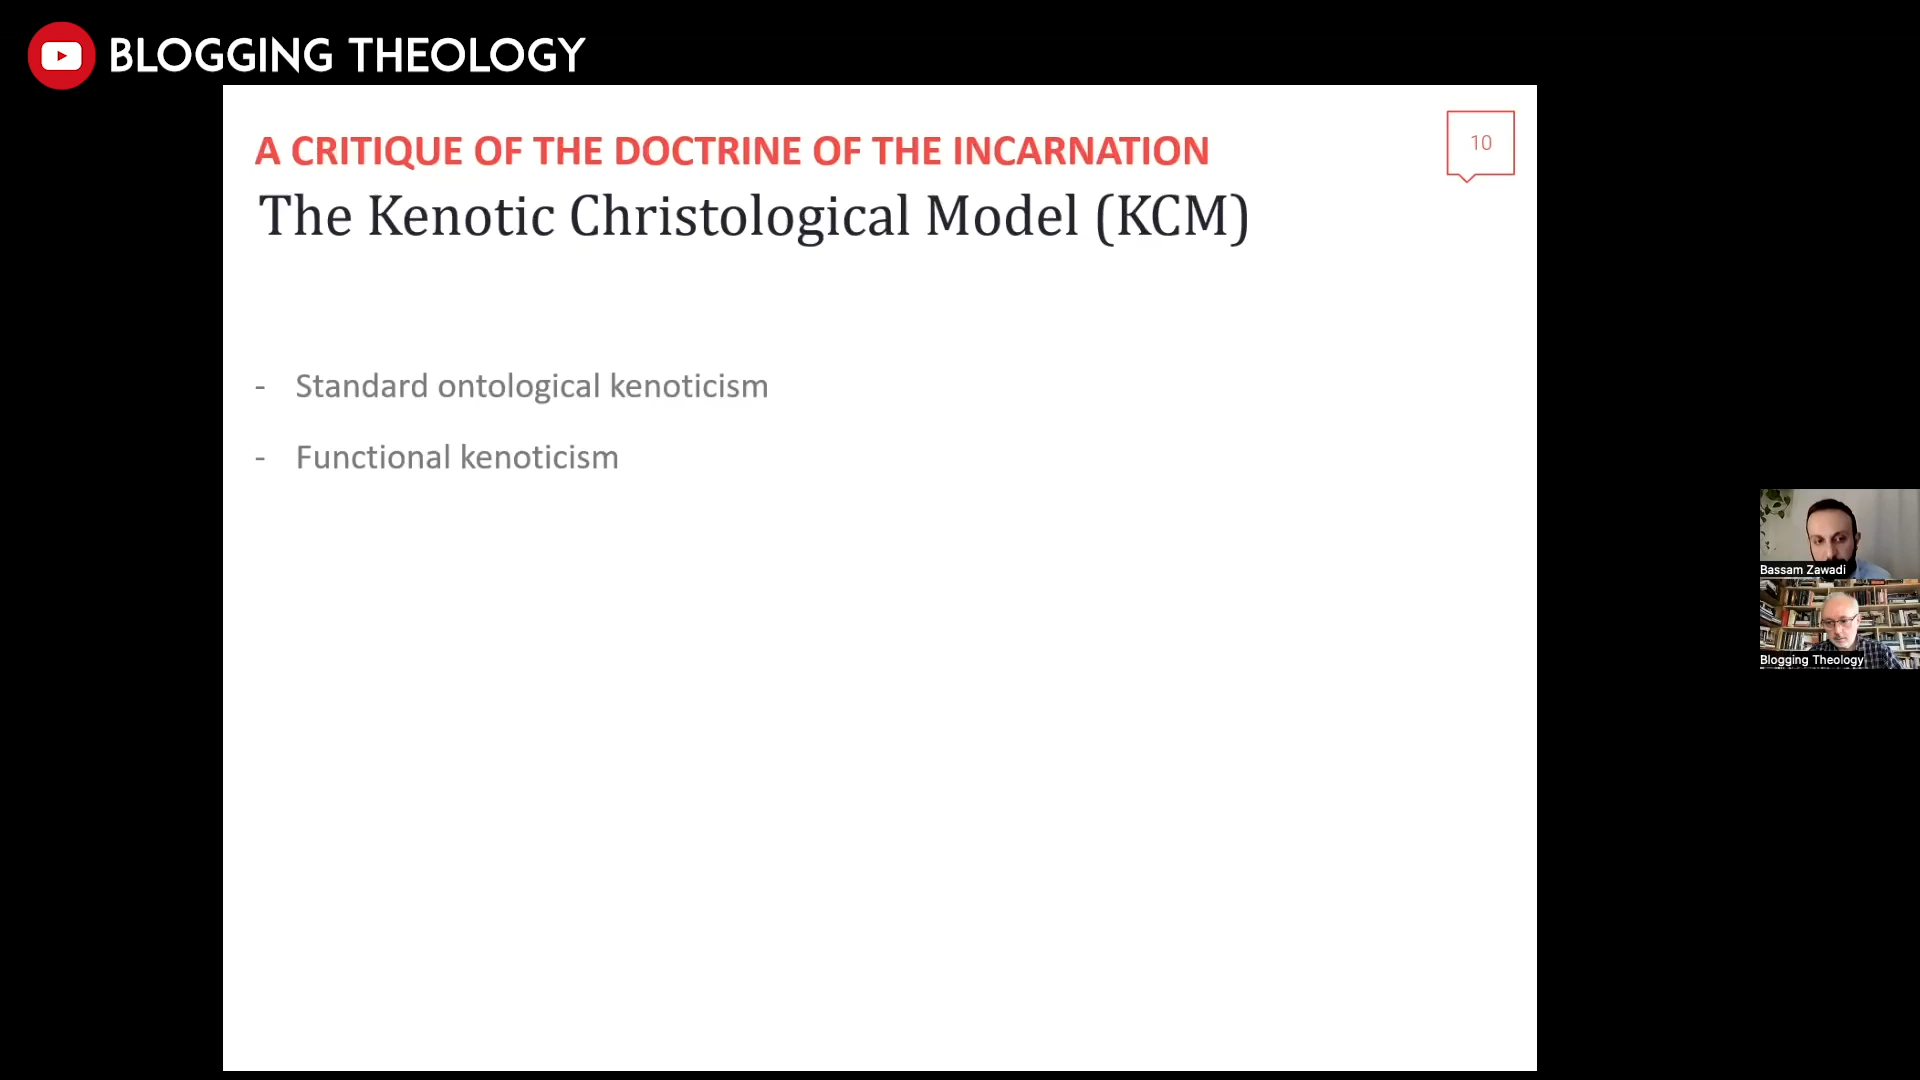 BLOGGING THEOLOGY
A CRITIQUE OF THE DOCTRINE OF THE INCARNATION
10
The Kenotic Christological Model (KCM)
- Standard ontological kenoticism
- Functional kenoticism
Bassam Zawadi
Blogging Theology